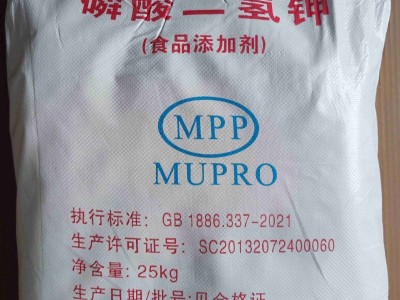 磷酸二氢钾
(食品添加剂)
MPP
MUPRO
执行标准: GB 1886.337-2021
生产许可证号: SC20132072400060
净含量: 25kg
生产日期/批号:见合格证